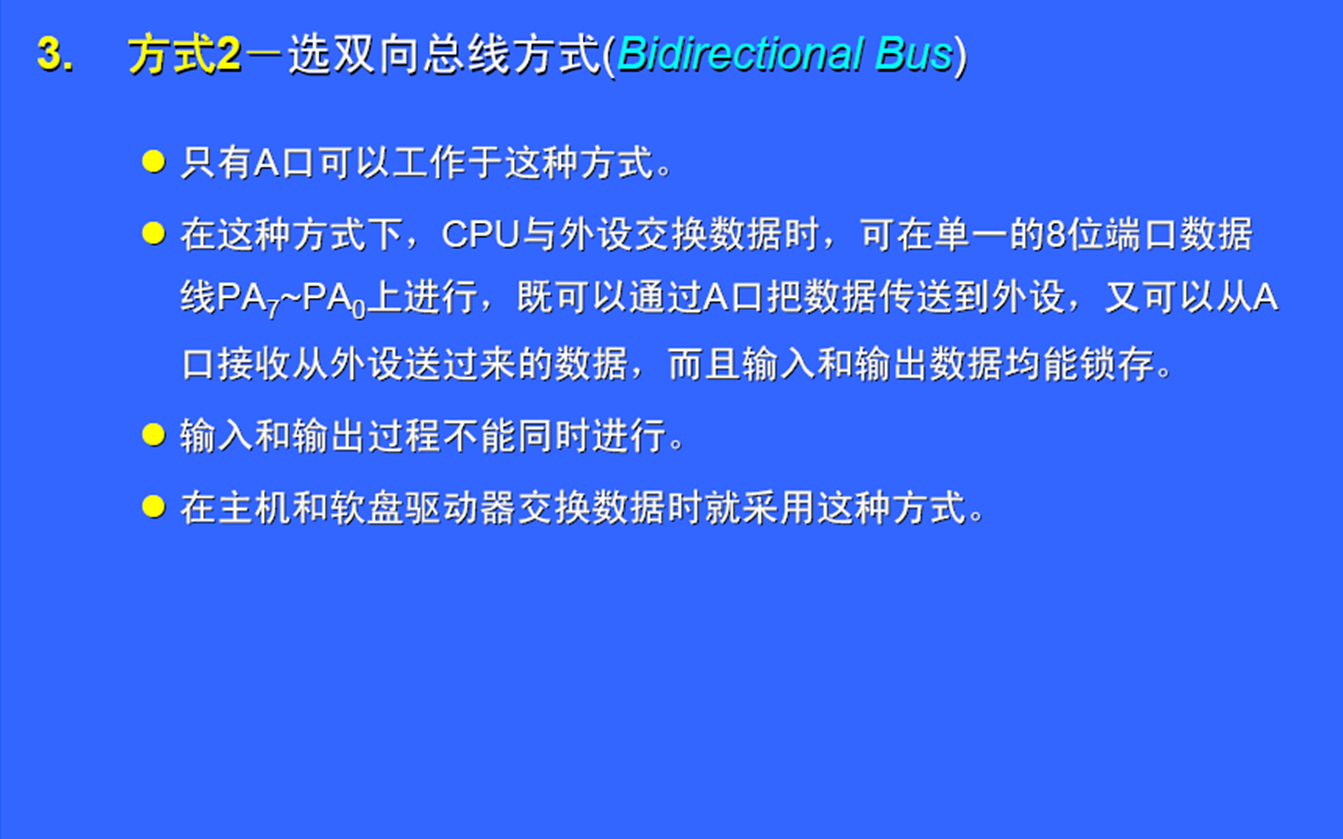 3. 方式2－选双向总线方式(Bidirectional Bus)
● 只有A口可以工作于这种方式。
● 在这种方式下，CPU与外设交换数据时，可在单一的8位端口数据
线PA₇~PA₀上进行，既可以通过A口把数据传送到外设，又可以从A
口接收从外设送过来的数据，而且输入和输出数据均能锁存。
● 输入和输出过程不能同时进行。
● 在主机和软盘驱动器交换数据时就采用这种方式。